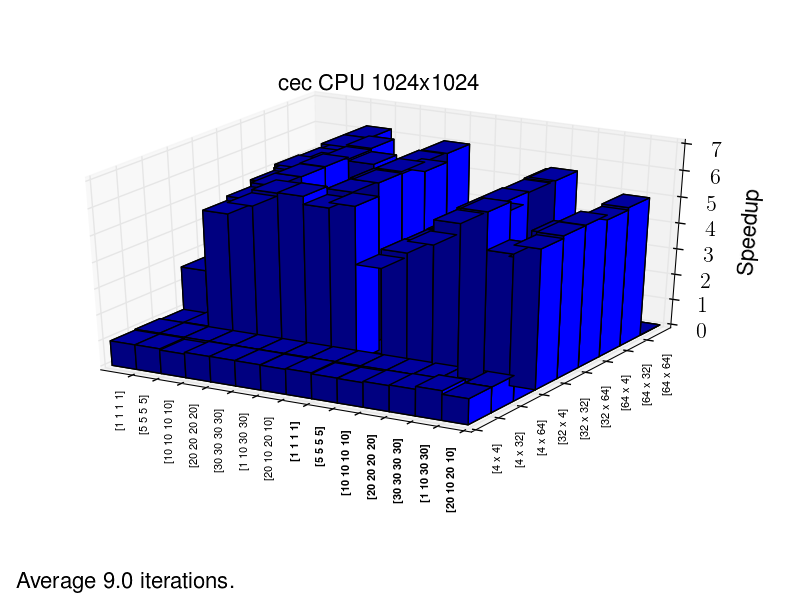 cec CPU 1024x1024
7
6
5
4
3
2
1
0
Speedup
[1 1 1 1]
[5 5 5 5]
[10 10 10 10]
[20 20 20 20]
[30 30 30 30]
[1 10 30 30]
[20 10 20 10]
[1 1 1 1]
[5 5 5 5]
[10 10 10 10]
[20 20 20 20]
[30 30 30 30]
[1 10 30 30]
[20 10 20 10]
[4 x 4]
[4 x 32]
[4 x 64]
[32 x 4]
[32 x 32]
[32 x 64]
[64 x 4]
[64 x 32]
[64 x 64]
Average 9.0 iterations.